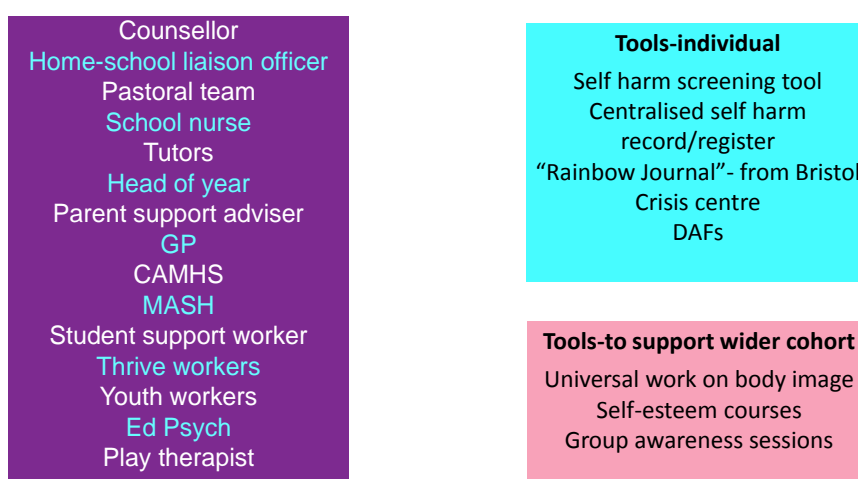 Counsellor
Home-school liaison officer
Pastoral team
School nurse
Tutors
Head of year
Parent support adviser
GP
CAMHS
MASH
Student support worker
Thrive workers
Youth workers
Ed Psych
Play therapist
Tools-individual
Self harm screening tool
Centralised self harm
record/register
“Rainbow Journal”- from Bristol
Crisis centre
DAFs
Tools-to support wider cohort
Universal work on body image
Self-esteem courses
Group awareness sessions